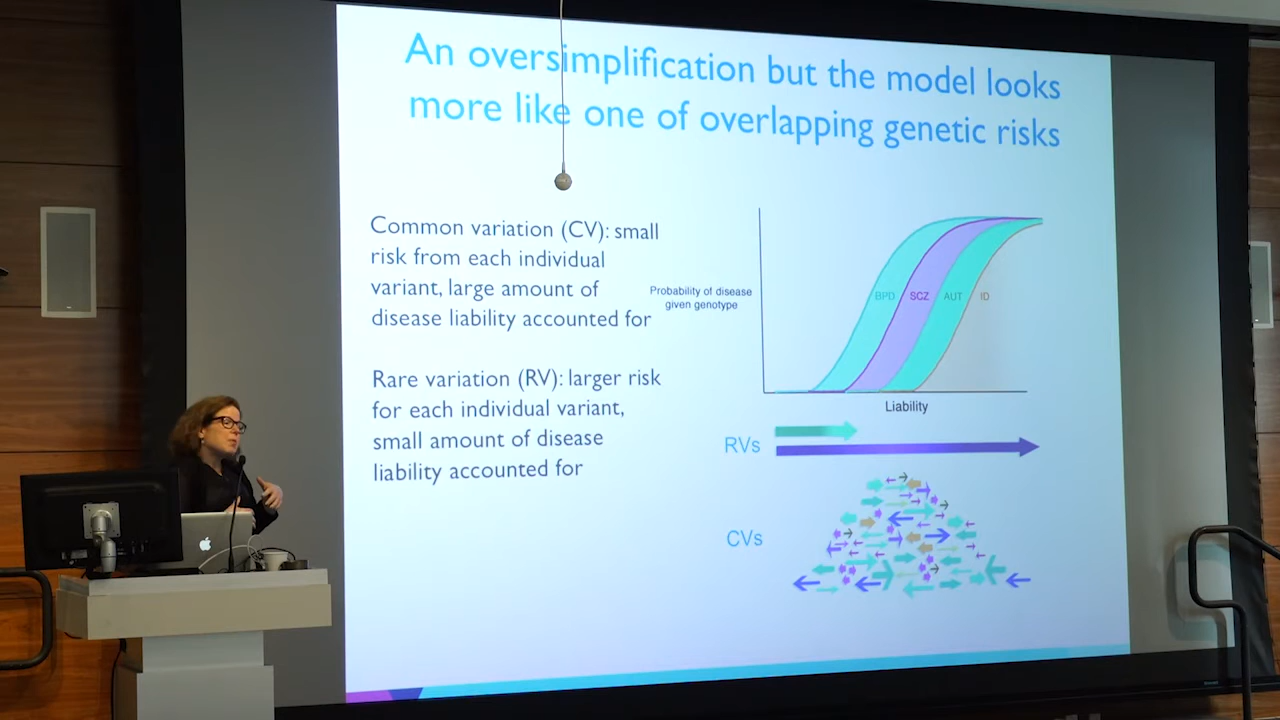 An oversimplification but the model looks
more like one of overlapping genetic risks
Common variation (CV): small
risk from each individual
variant, large amount of
disease liability accounted for
Rare variation (RV): larger risk
for each individual variant,
small amount of disease
liability accounted for
Probability of disease
given genotype
BPD SCZ AUT ID
Liability
RVs
CVs